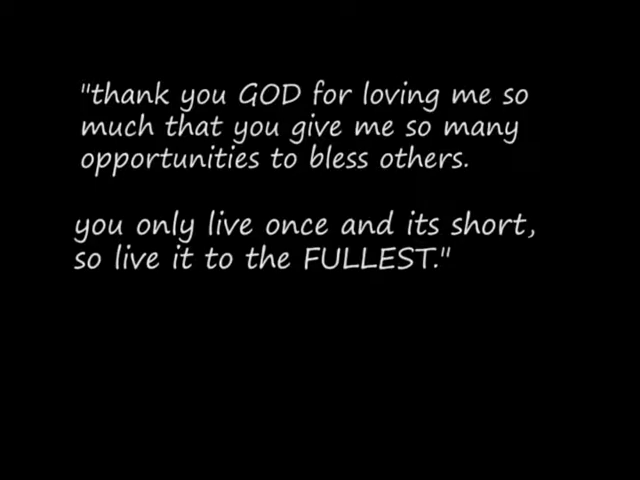 "thank you GOD for loving me so
much that you give me so many
opportunities to bless others.
you only live once and its short,
so live it to the FULLEST."